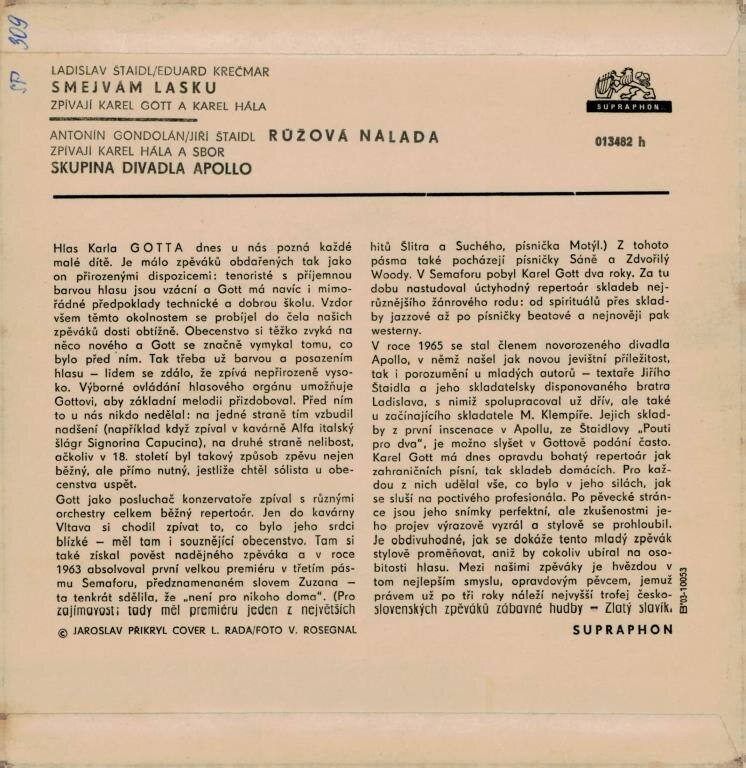 SP 309
LADISLAV ŠTAIDL/EDUARD KREČMAR
SMEJVÁM LÁSKU
ZPÍVAJÍ KAREL GOTT A KAREL HÁLA
ANTONÍN GONDOLÁN/JIŘÍ ŠTAIDL RŮŽOVÁ NÁLADA
ZPÍVAJÍ KAREL HÁLA A SBOR
SKUPINA DIVADLA APOLLO
SUPRAPHON
013482 h
Hlas Karla GOTTA dnes u nás pozná každé
malé dítě. Je málo zpěváků obdařených tak jako
on přirozenými dispozicemi: tenoristé s příjemnou
barvou hlasu jsou vzácní a Gott má navíc i mimo-
řádné předpoklady technické a dobrou školu. Vzdor
všem těmto okolnostem se probíjel do čela našich
zpěváků dosti obtížně. Obecenstvo si těžko zvyká na
něco nového a Gott se značně vymykal tomu, co
bylo před ním. Tak třeba už barvou a posazením
hlasu – lidem se zdálo, že zpívá nepřirozeně vyso-
ko. Výborné ovládání hlasového orgánu umožňuje
Gottovi, aby základní melodii přizdoboval. Před ním
to u nás nikdo nedělal: na jedné straně tím vzbudil
nadšení (například když zpíval v kavárně Alfa italský
šlágr Signorina Capucina), na druhé straně nelibost,
ačkoliv v 18. století byl takový způsob zpěvu nejen
běžný, ale přímo nutný, jestliže chtěl sólista u obe-
censtva uspět.
Gott jako posluchač konzervatoře zpíval s různými
orchestry celkem běžný repertoár. Jen do kavárny
Vltava si chodil zpívat to, co bylo jeho srdci
blízké – měl tam i souznějící obecenstvo. Tam si
také získal pověst nadějného zpěváka a v roce
1963 absolvoval první velkou premiéru v třetím pás-
mu Semaforu, předznamenaném slovem Zuzana –
ta tenkrát sdělila, že „není pro nikoho doma". (Pro
zajímavost: tady měl premiéru jeden z největších
hitů Šlitra a Suchého, písnička Motýl.) Z tohoto
pásma také pocházejí písničky Sáně a Zdvořilý
Woody. V Semaforu pobyl Karel Gott dva roky. Za tu
dobu nastudoval úctyhodný repertoár skladeb nej-
různějšího žánrového rodu: od spirituálů přes sklad-
by jazzové až po písničky beatové a nejnověji pak
westerny.
V roce 1965 se stal členem novorozeného divadla
Apollo, v němž našel jak novou jevištní příležitost,
tak i porozumění u mladých autorů – textaře Jiřího
Štaidla a jeho skladatelsky disponovaného bratra
Ladislava, s nimiž spolupracoval už dřív, ale také
u začínajícího skladatele M. Klempíře. Jejich sklad-
by z první inscenace v Apollu, ze Štaidlovy „Pouti
pro dva", je možno slyšet v Gottově podání často.
Karel Gott má dnes opravdu bohatý repertoár jak
zahraničních písní, tak skladeb domácích. Pro kaž-
dou z nich udělal vše, co bylo v jeho silách, jak
se sluší na poctivého profesionála. Po pěvecké strán-
ce jsou jeho snímky perfektní, ale zkušenostmi je-
ho projev výrazově vyzrál a stylově se prohloubil.
Je obdivuhodné, jak se dokáže tento mladý zpěvák
stylově proměňovat, aniž by cokoliv ubíral na oso-
bitosti hlasu. Mezi našimi zpěváky je hvězdou v
tom nejlepším smyslu, opravdovým pěvcem, jemuž
právem už po tři roky náleží nejvyšší trofej česko-
slovenských zpěváků zábavné hudby – Zlatý slavík.
© JAROSLAV PŘIKRYL COVER L. RADA/FOTO V. ROSEGNAL
SUPRAPHON
B*03-10053